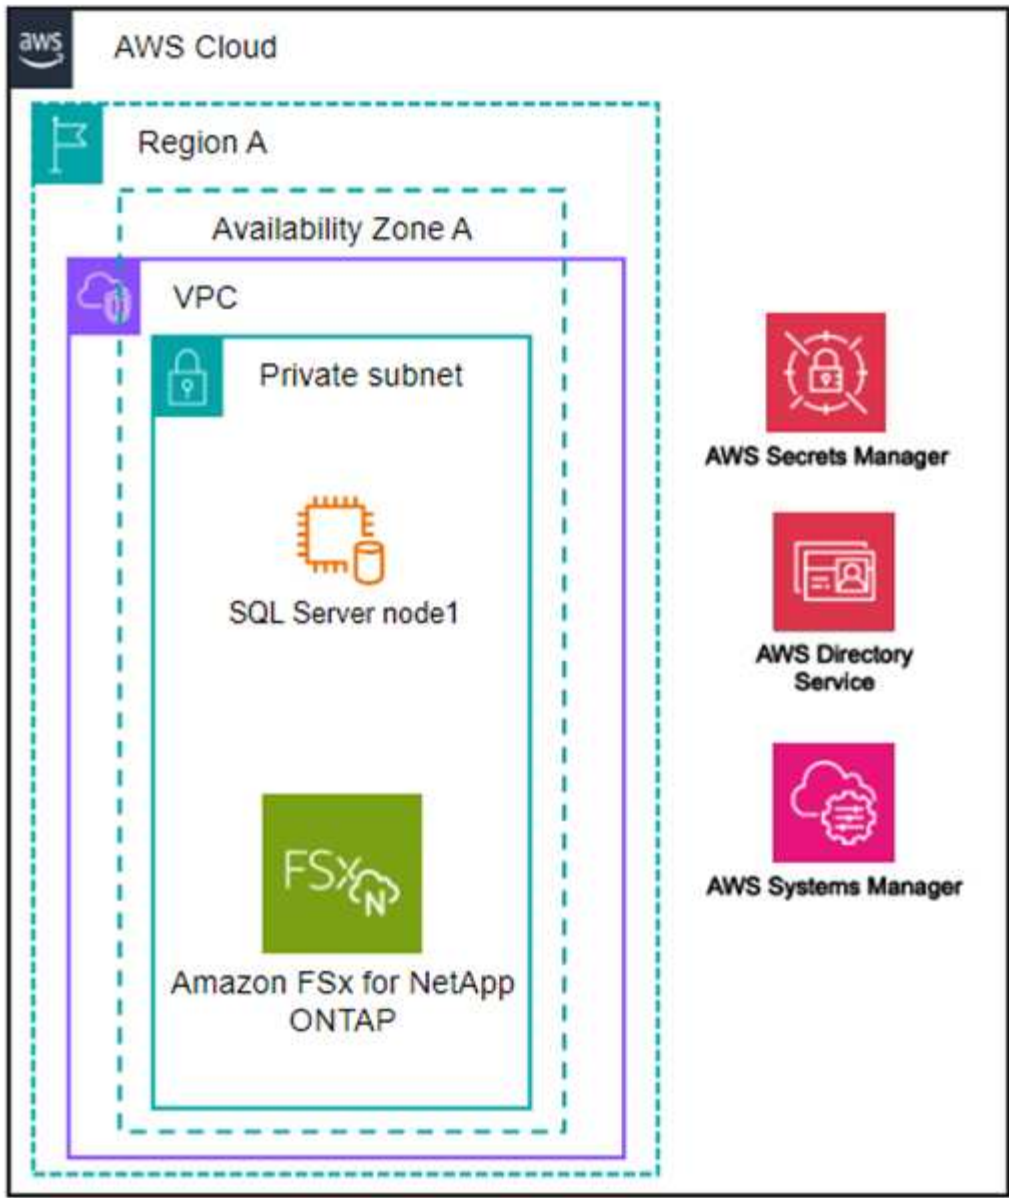 aws
AWS Cloud
Region A
Availability Zone A
VPC
Private subnet
SQL Server node1
FSx
N
Amazon FSx for NetApp
ONTAP
AWS Secrets Manager
AWS Directory
Service
AWS Systems Manager